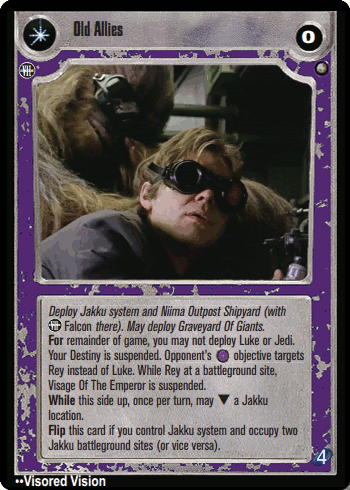 Old Allies
0
VII
Deploy Jakku system and Niima Outpost Shipyard (with
VII Falcon there). May deploy Graveyard Of Giants.
For remainder of game, you may not deploy Luke or Jedi.
Your Destiny is suspended. Opponent's objective targets
Rey instead of Luke. While Rey at a battleground site,
Visage Of The Emperor is suspended.
While this side up, once per turn, may ▼ a Jakku
location.
Flip this card if you control Jakku system and occupy two
Jakku battleground sites (or vice versa).
4
••Visored Vision